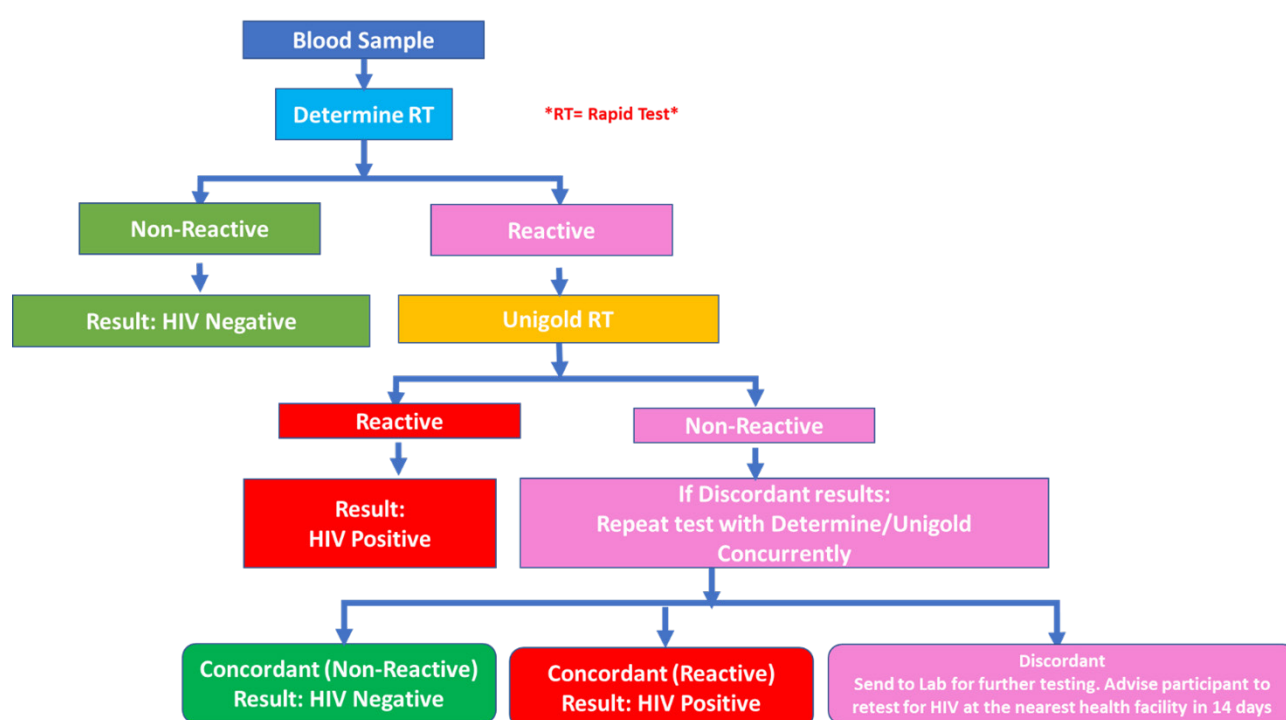 Blood Sample
Determine RT
*RT= Rapid Test*
Non-Reactive
Reactive
Result: HIV Negative
Unigold RT
Reactive
Non-Reactive
Result:
HIV Positive
If Discordant results:
Repeat test with Determine/Unigold
Concurrently
Concordant (Non-Reactive)
Result: HIV Negative
Concordant (Reactive)
Result: HIV Positive
Discordant
Send to Lab for further testing. Advise participant to
retest for HIV at the nearest health facility in 14 days